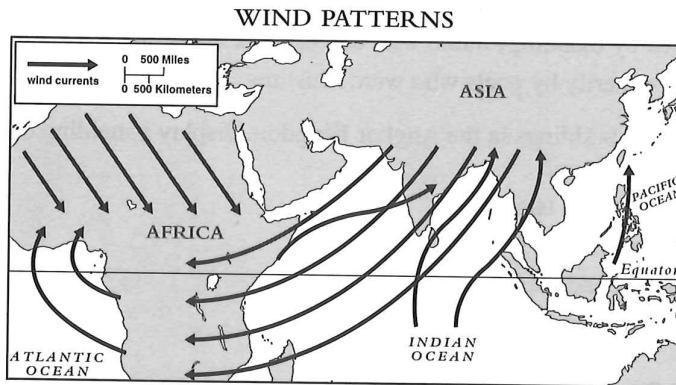 WIND PATTERNS
wind currents
0 500 Miles
0 500 Kilometers
ASIA
AFRICA
PACIFIC
OCEAN
Equator
ATLANTIC
OCEAN
INDIAN
OCEAN